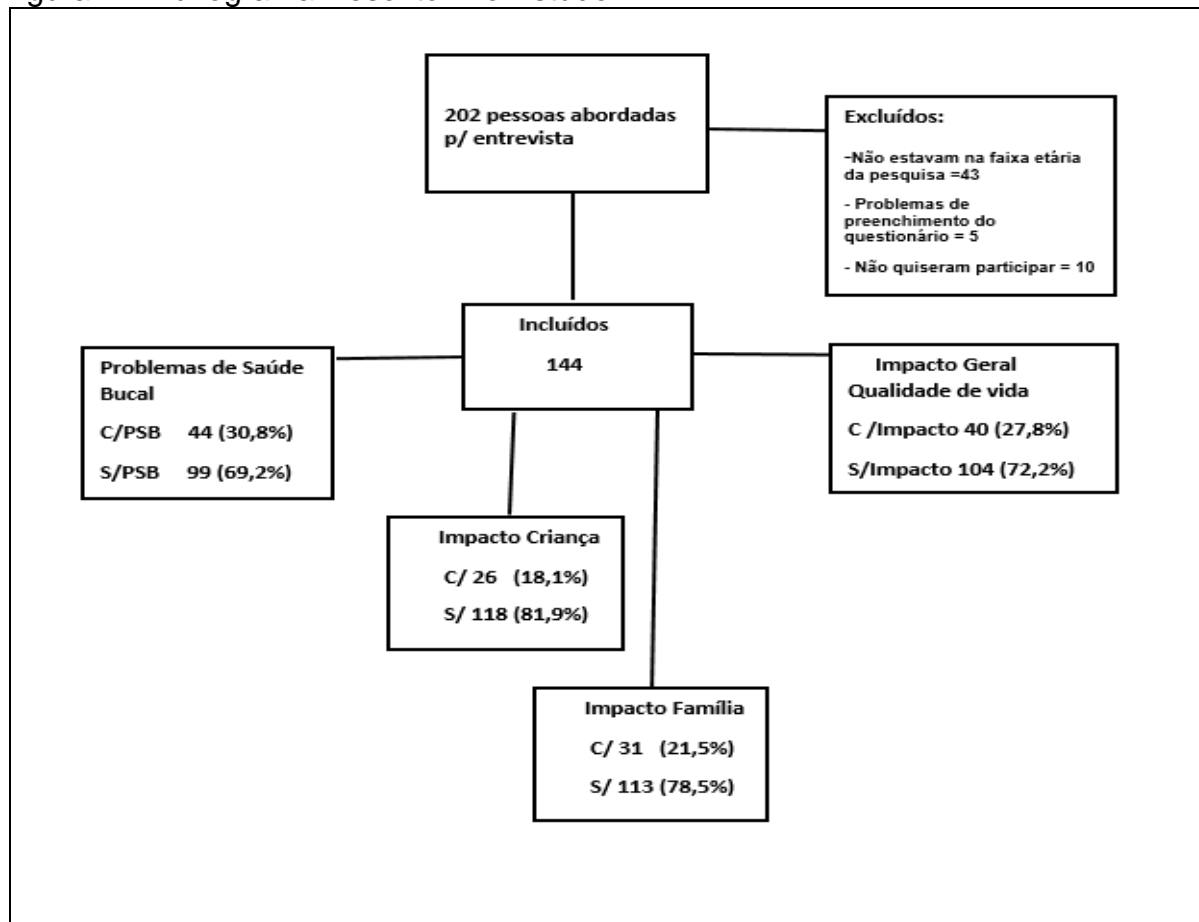 202 pessoas abordadas
p/ entrevista
Excluídos:
-Não estavam na faixa etária
da pesquisa =43
- Problemas de
preenchimento do
questionário = 5
- Não quiseram participar = 10
Incluídos
144
Problemas de Saúde
Bucal
C/PSB 44 (30,8%)
S/PSB 99 (69,2%)
Impacto Geral
Qualidade de vida
C /Impacto 40 (27,8%)
S/Impacto 104 (72,2%)
Impacto Criança
C/ 26 (18,1%)
S/ 118 (81,9%)
Impacto Família
C/ 31 (21,5%)
S/ 113 (78,5%)